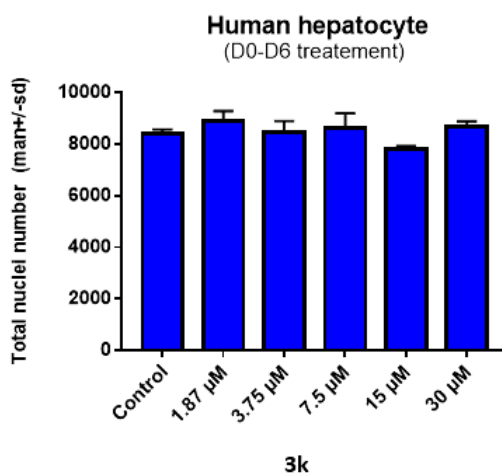 Human hepatocyte
(D0-D6 treatement)
Total nuclei number (man+/-sd)
10000
8000
6000
4000
2000
0
Control
1.87 µM
3.75 µM
7.5 µM
15 µM
30 µM
3k